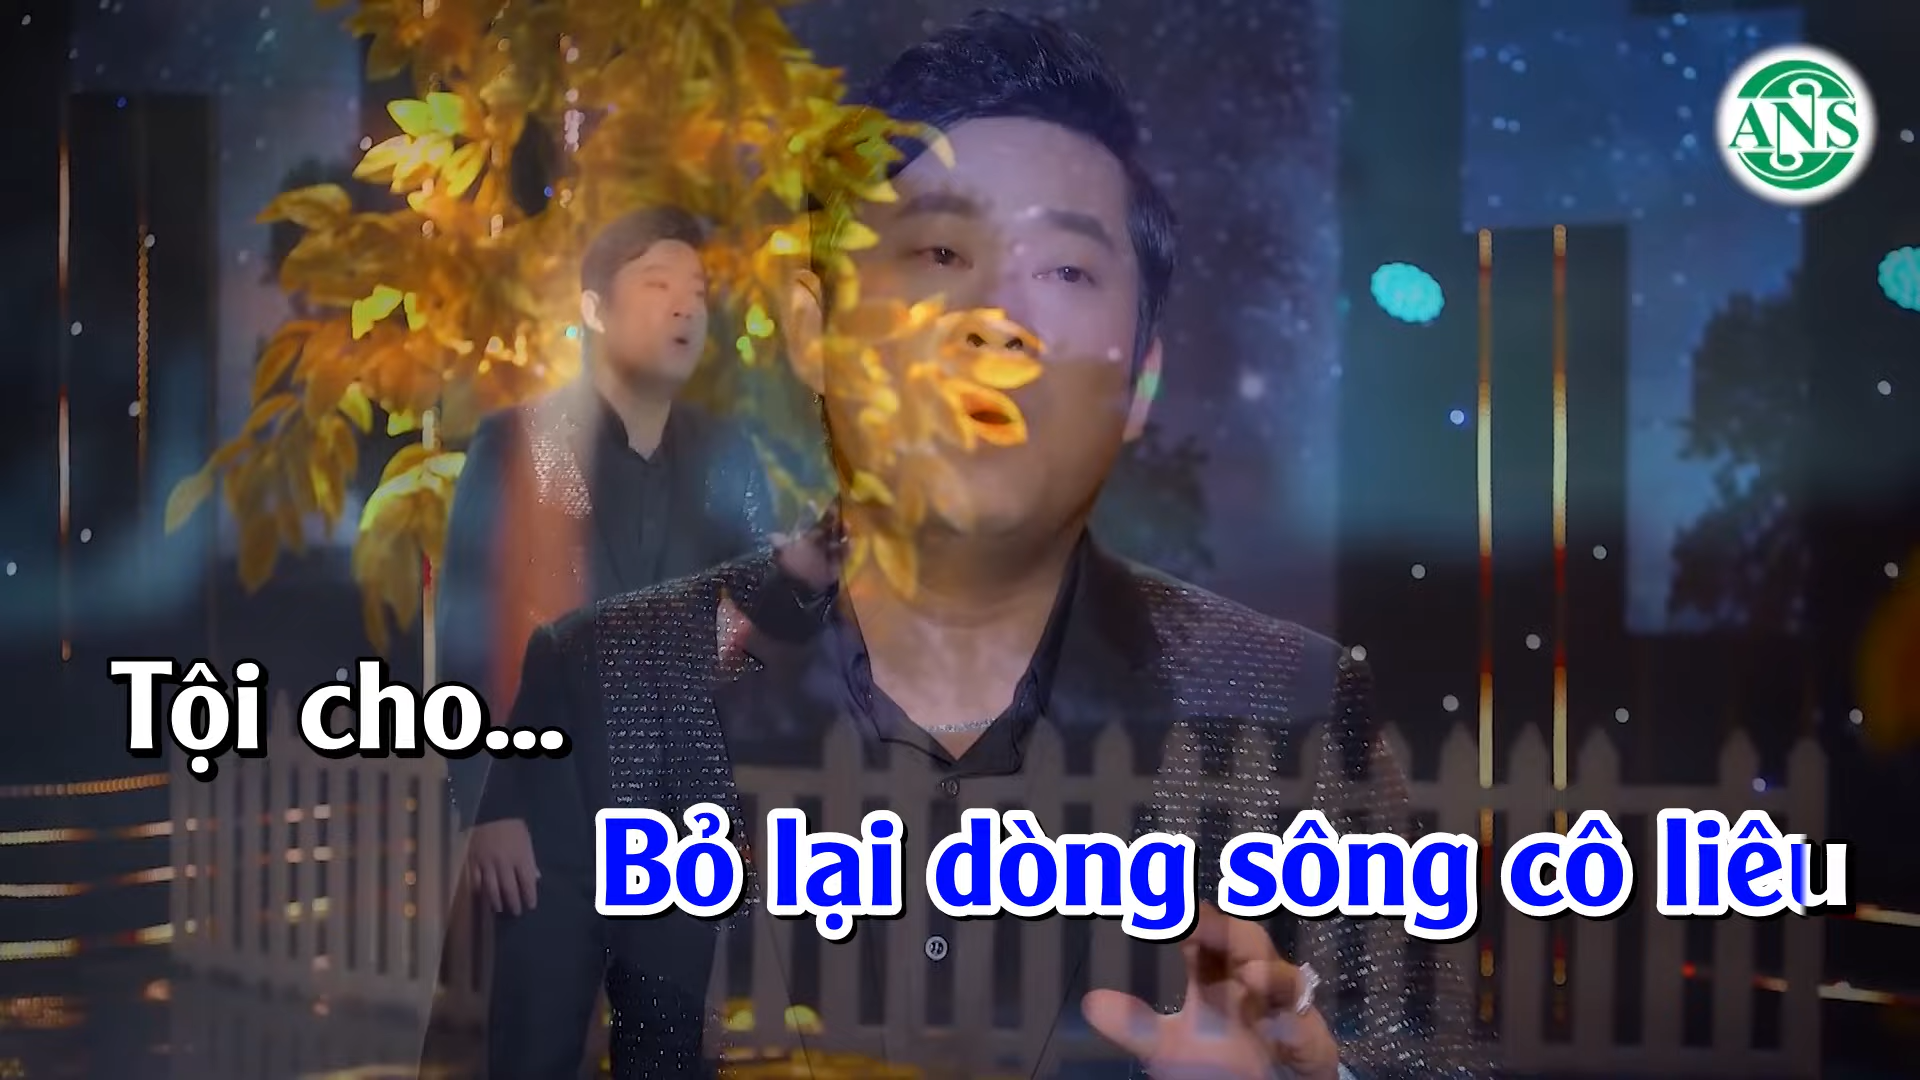 ANS
Tội cho...
Bỏ lại dòng sông cô liêu